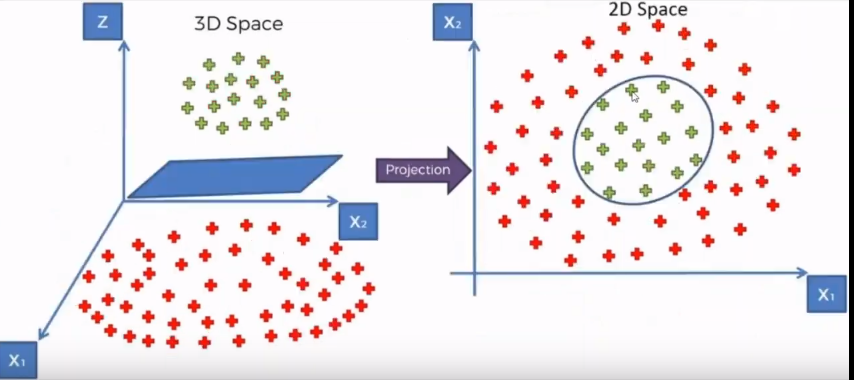 Z
3D Space
X₂
X₁
Projection
2D Space
X₂
X₁